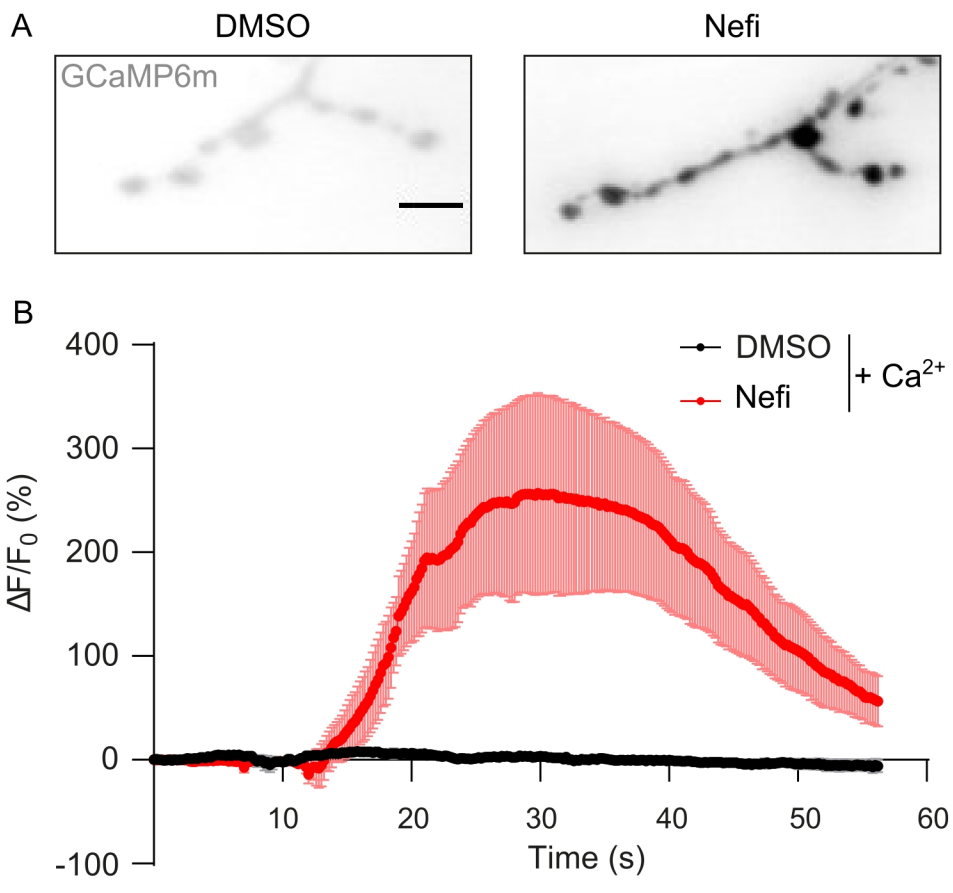 A
DMSO
Nefi
GCaMP6m
B
400
300
200
100
0
-100
ΔF/F₀ (%)
DMSO
Nefi
+ Ca²⁺
10 20 30 40 50 60
Time (s)